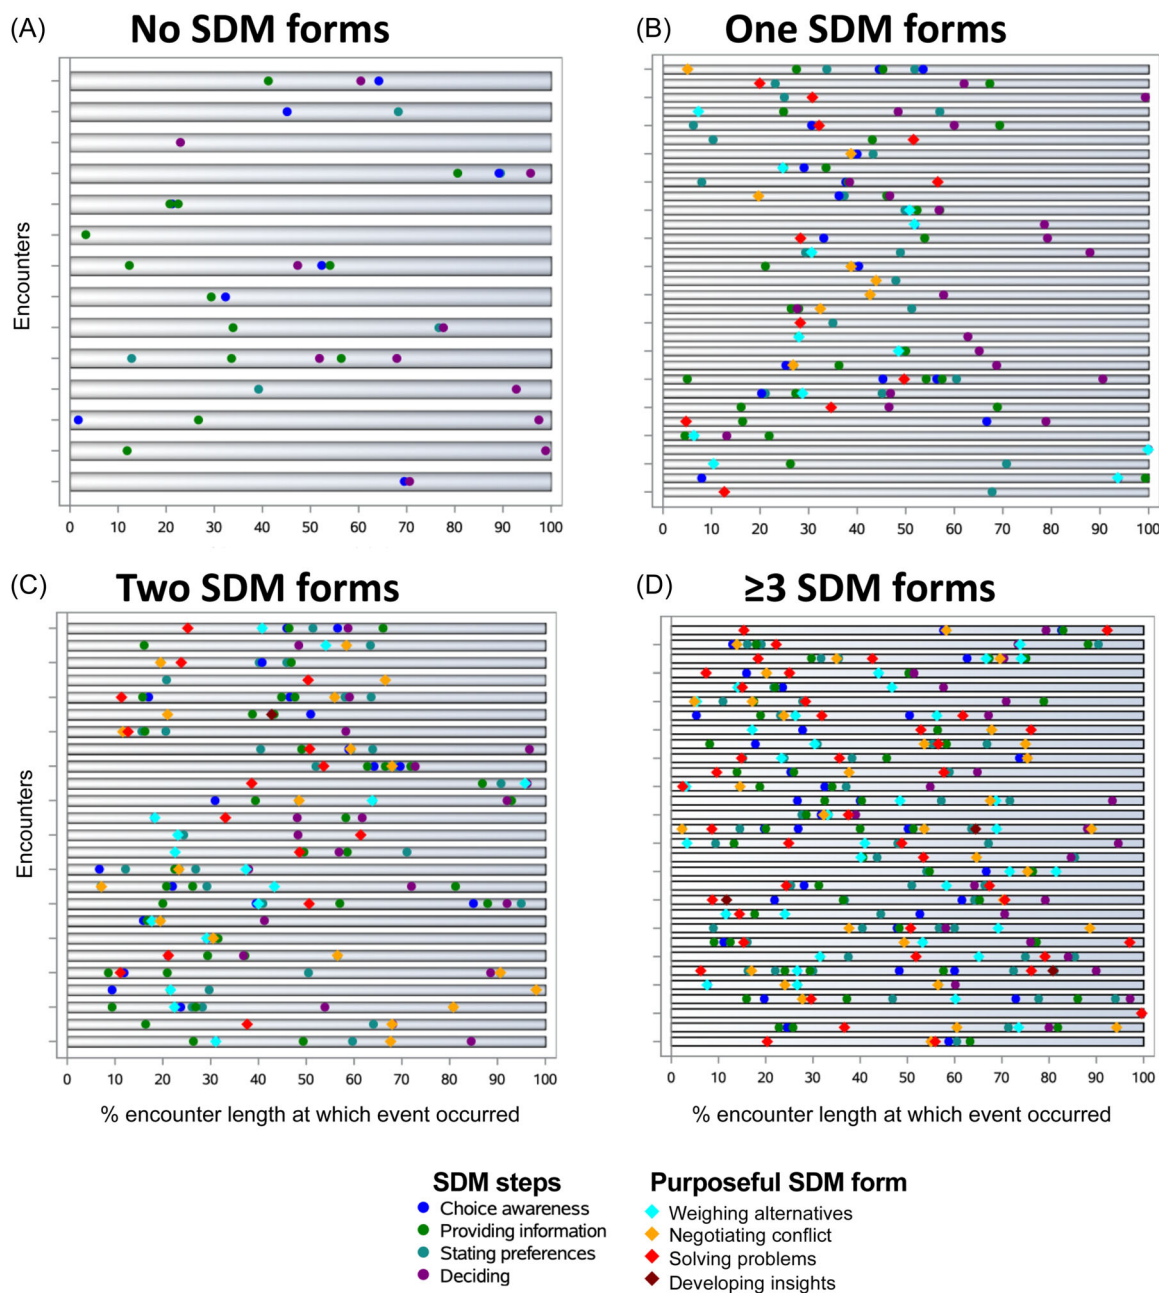 (A) No SDM forms
Encounters
0 10 20 30 40 50 60 70 80 90 100
(B) One SDM forms
0 10 20 30 40 50 60 70 80 90 100
(C) Two SDM forms
Encounters
0 10 20 30 40 50 60 70 80 90 100
% encounter length at which event occurred
(D) ≥3 SDM forms
0 10 20 30 40 50 60 70 80 90 100
% encounter length at which event occurred
SDM steps
Choice awareness
Providing information
Stating preferences
Deciding
Purposeful SDM form
Weighing alternatives
Negotiating conflict
Solving problems
Developing insights